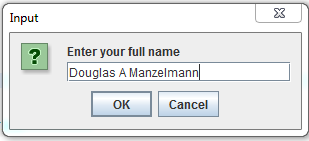 Input
Enter your full name
Douglas A Manzelmann
OK Cancel